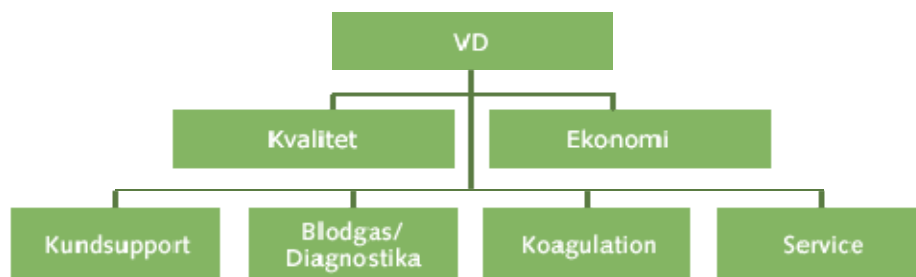 VD
Kvalitet
Ekonomi
Kundsupport
Blodgas/
Diagnostika
Koagulation
Service